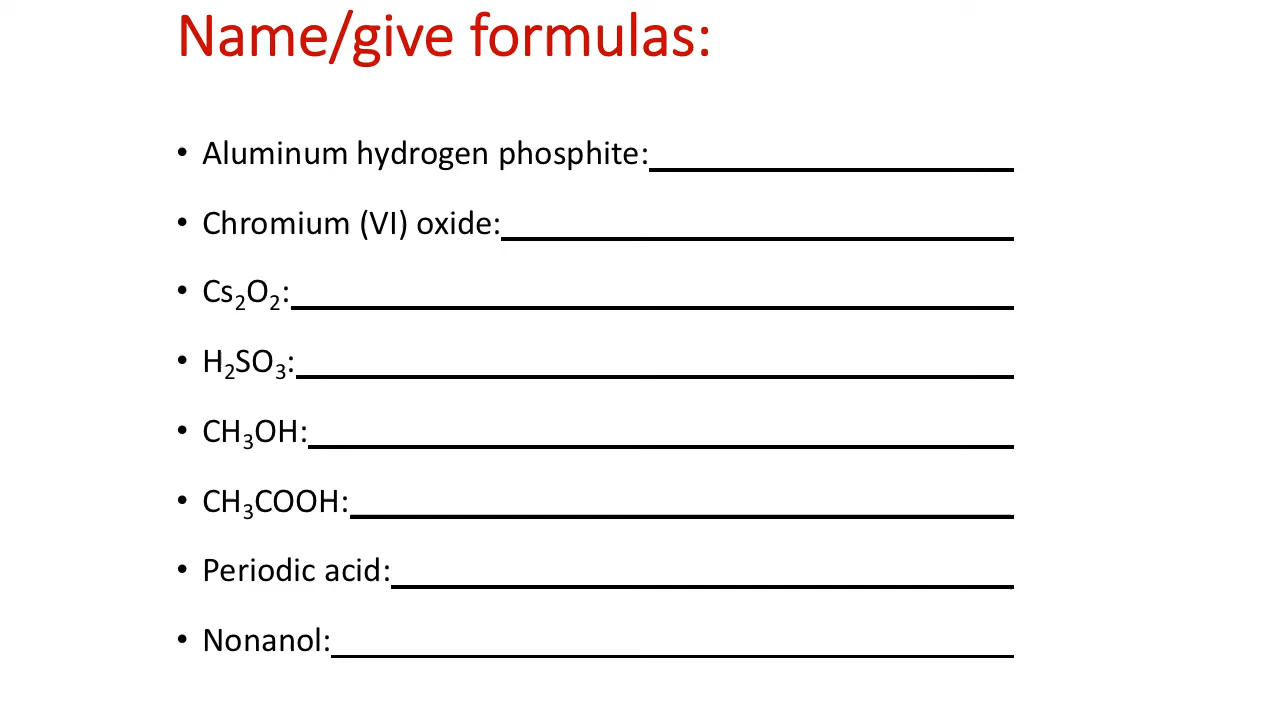 Name/give formulas:
• Aluminum hydrogen phosphite:
• Chromium (VI) oxide:
• Cs₂O₂:
• H₂SO₃:
• CH₃OH:
• CH₃COOH:
• Periodic acid:
• Nonanol: